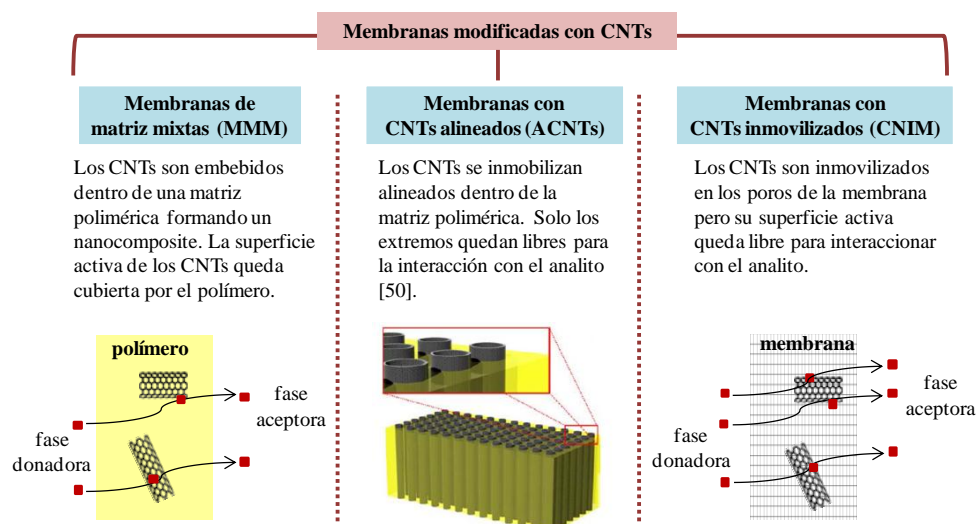 Membranas modificadas con CNTs
Membranas de
matriz mixtas (MMM)
Los CNTs son embebidos
dentro de una matriz
polimérica formando un
nanocomposite. La superficie
activa de los CNTs queda
cubierta por el polímero.
polímero
fase
donadora
fase
aceptora
Membranas con
CNTs alineados (ACNTs)
Los CNTs se inmobilizan
alineados dentro de la
matriz polimérica. Solo los
extremos quedan libres para
la interacción con el analito
[50].
Membranas con
CNTs inmovilizados (CNIM)
Los CNTs son inmovilizados
en los poros de la membrana
pero su superficie activa
queda libre para interaccionar
con el analito.
membrana
fase
donadora
fase
aceptora